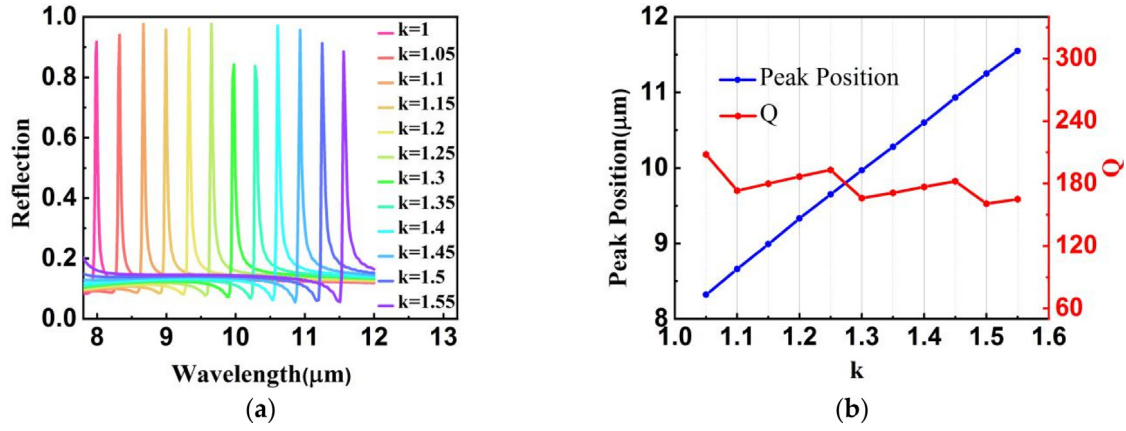 1.0
0.8
0.6
0.4
0.2
0.0
Reflection
8 9 10 11 12 13
Wavelength(μm)
k=1
k=1.05
k=1.1
k=1.15
k=1.2
k=1.25
k=1.3
k=1.35
k=1.4
k=1.45
k=1.5
k=1.55
(a)
12
11
10
9
8
Peak Position(μm)
1.0 1.1 1.2 1.3 1.4 1.5 1.6
k
Peak Position
Q
300
240
180
120
60
Q
(b)